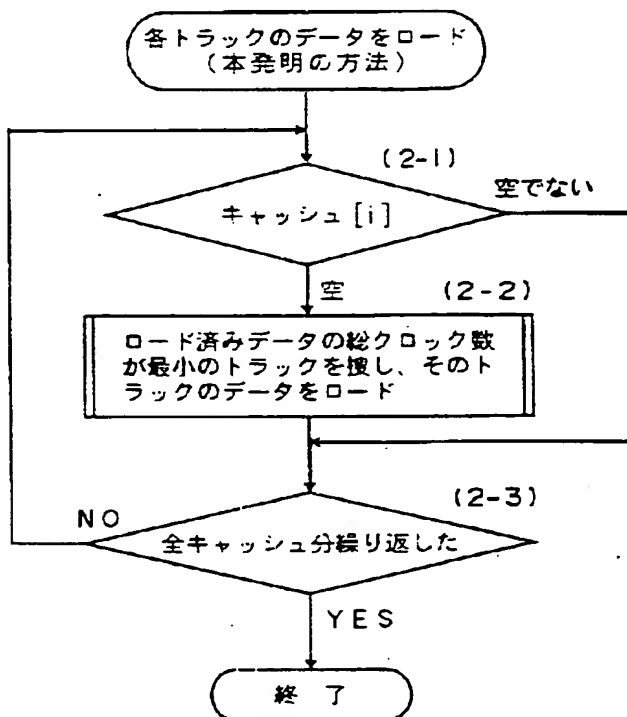 各トラックのデータをロード
(本発明の方法)
(2-1)
空でない
キャッシュ[i]
空
(2-2)
ロード済みデータの総クロック数
が最小のトラックを捜し、そのト
ラックのデータをロード
(2-3)
NO
全キャッシュ分繰り返した
YES
終 了